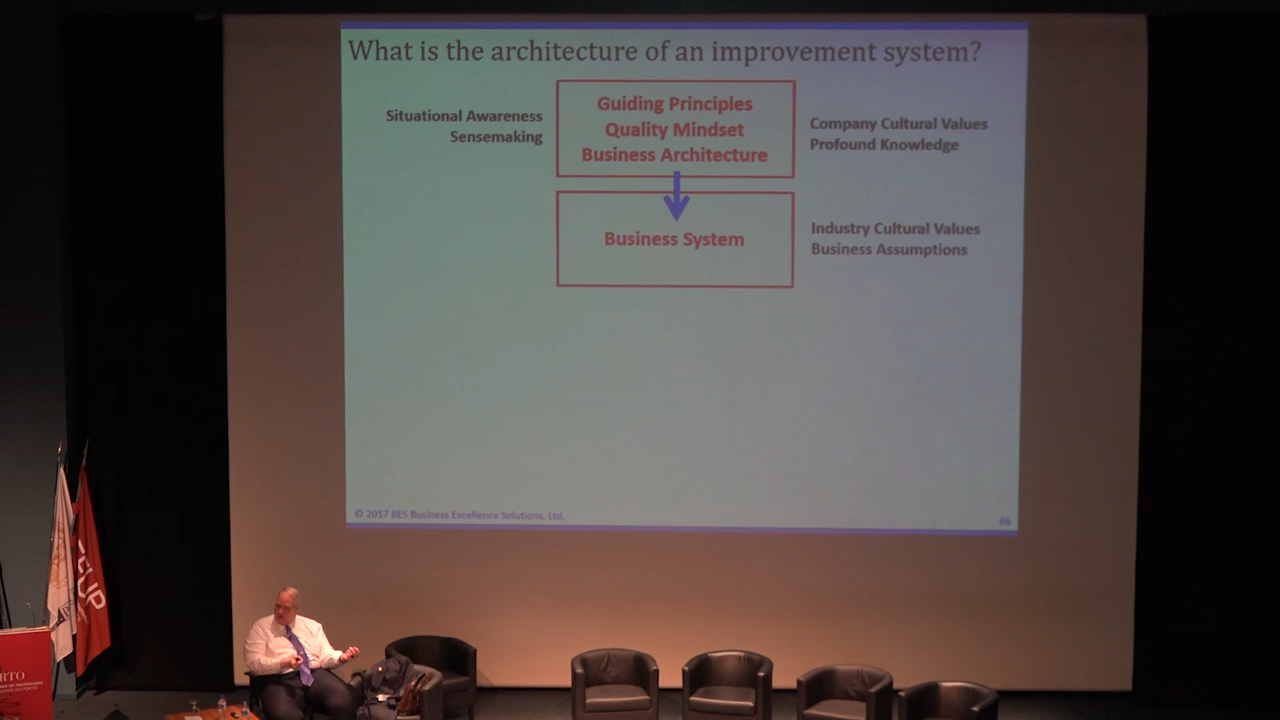 What is the architecture of an improvement system?
Situational Awareness
Sensemaking
Guiding Principles
Quality Mindset
Business Architecture
Company Cultural Values
Profound Knowledge
Business System
Industry Cultural Values
Business Assumptions
© 2017 BES Business Excellence Solutions, Ltd.
66